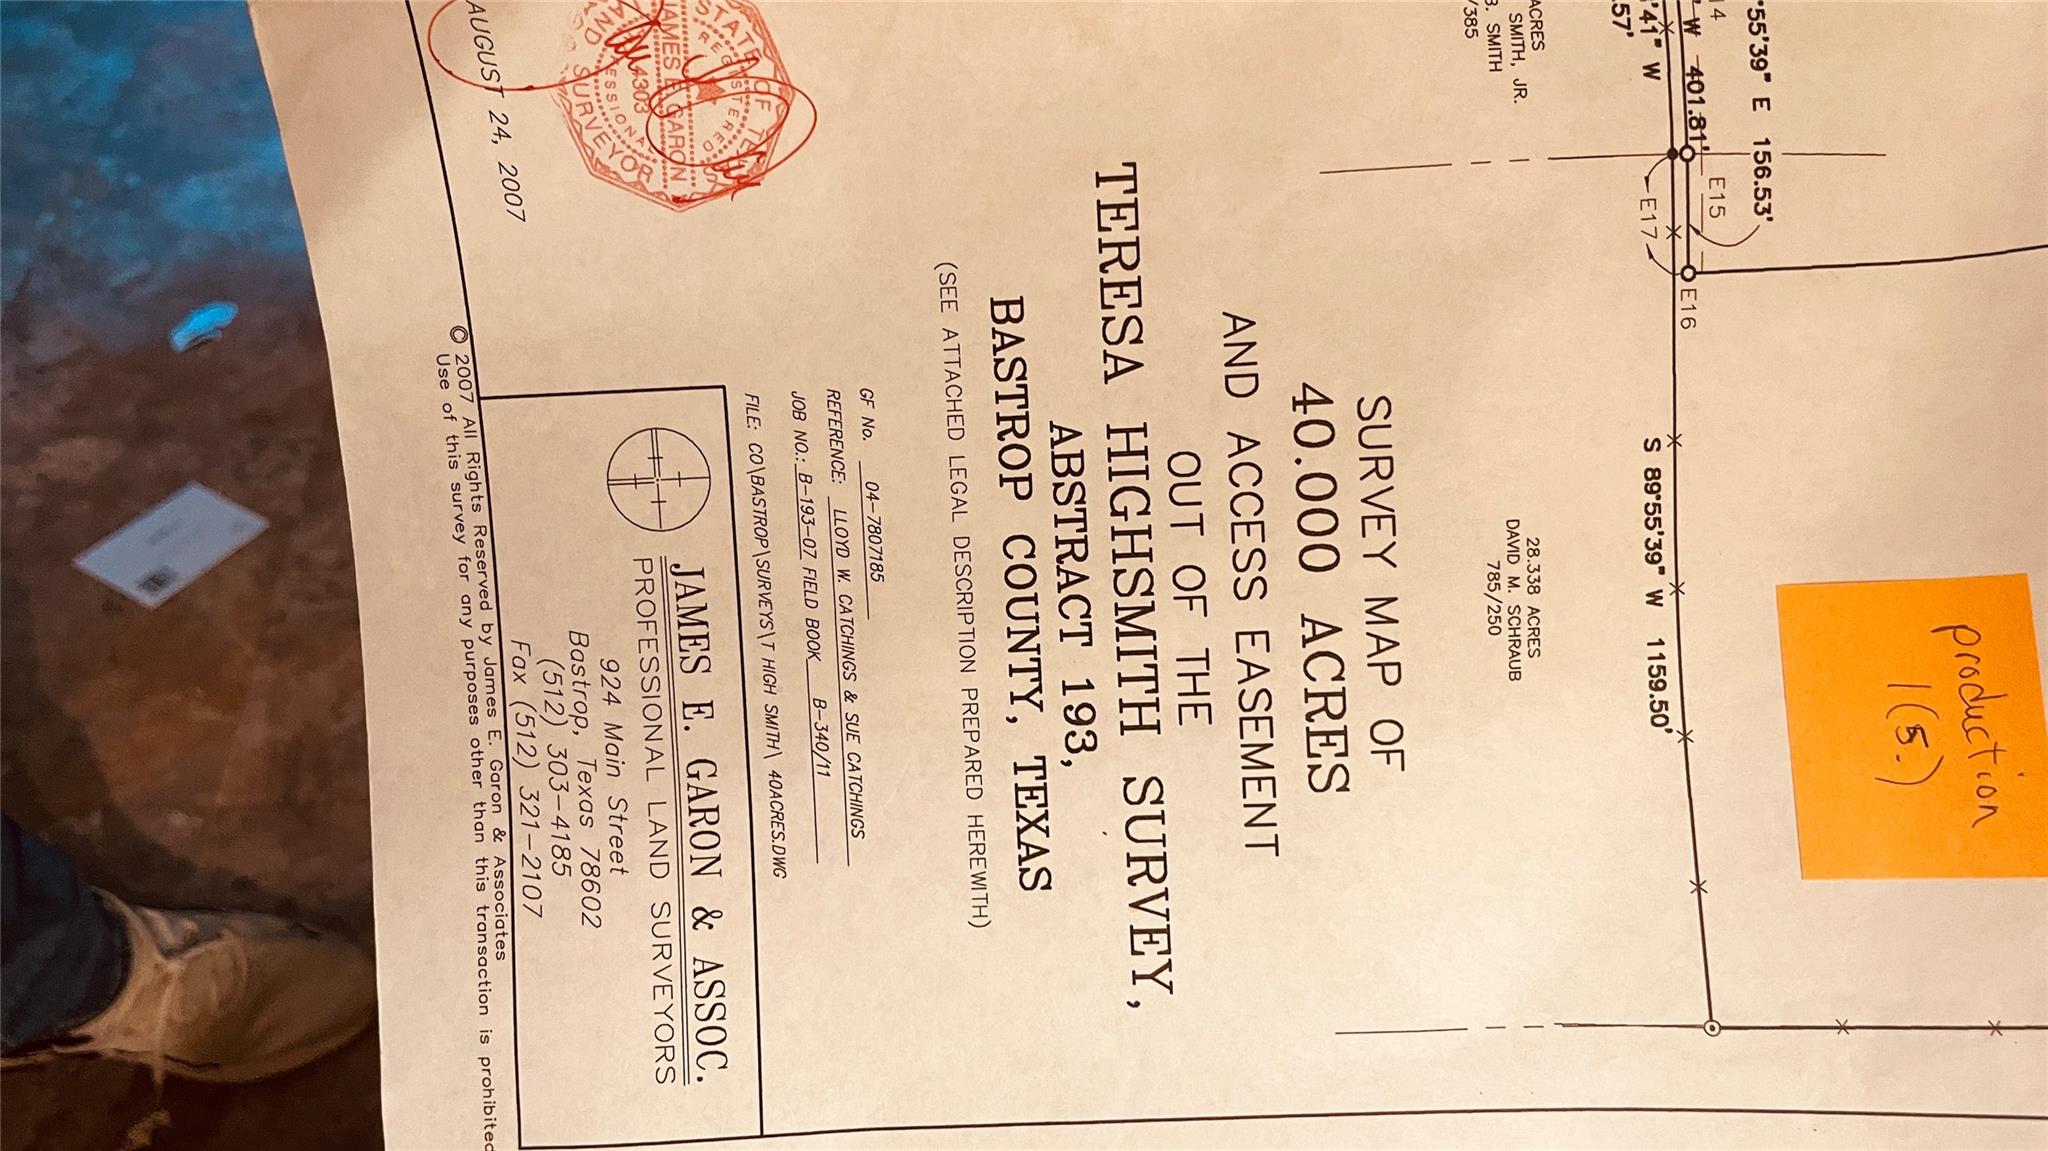 '55'39" E 156.53'
14
E15
' W 401.81'
'41" W
.57'
E17
E16
S 89°55'39" W 1159.50'
production
1(5.)
ACRES
SMITH, JR.
B. SMITH
/385
28.338 ACRES
DAVID M. SCHRAUB
785/250
SURVEY MAP OF
40.000 ACRES
AND ACCESS EASEMENT
OUT OF THE
TERESA HIGHSMITH SURVEY,
ABSTRACT 193,
BASTROP COUNTY, TEXAS
(SEE ATTACHED LEGAL DESCRIPTION PREPARED HEREWITH)
GF No. 04-7807185
REFERENCE: LLOYD W. CATCHINGS & SUE CATCHINGS
JOB NO.: B-193-07 FIELD BOOK B-340/11
FILE: CO\BASTROP\SURVEYS\T HIGH SMITH\ 40ACRES.DWG
STATE OF TEXAS
REGISTERED
JAMES E. GARON
4303
PROFESSIONAL
LAND SURVEYOR
AUGUST 24, 2007
JAMES E. GARON & ASSOC.
PROFESSIONAL LAND SURVEYORS
924 Main Street
Bastrop, Texas 78602
(512) 303-4185
Fax (512) 321-2107
© 2007 All Rights Reserved by James E. Garon & Associates
Use of this survey for any purposes other than this transaction is prohibited